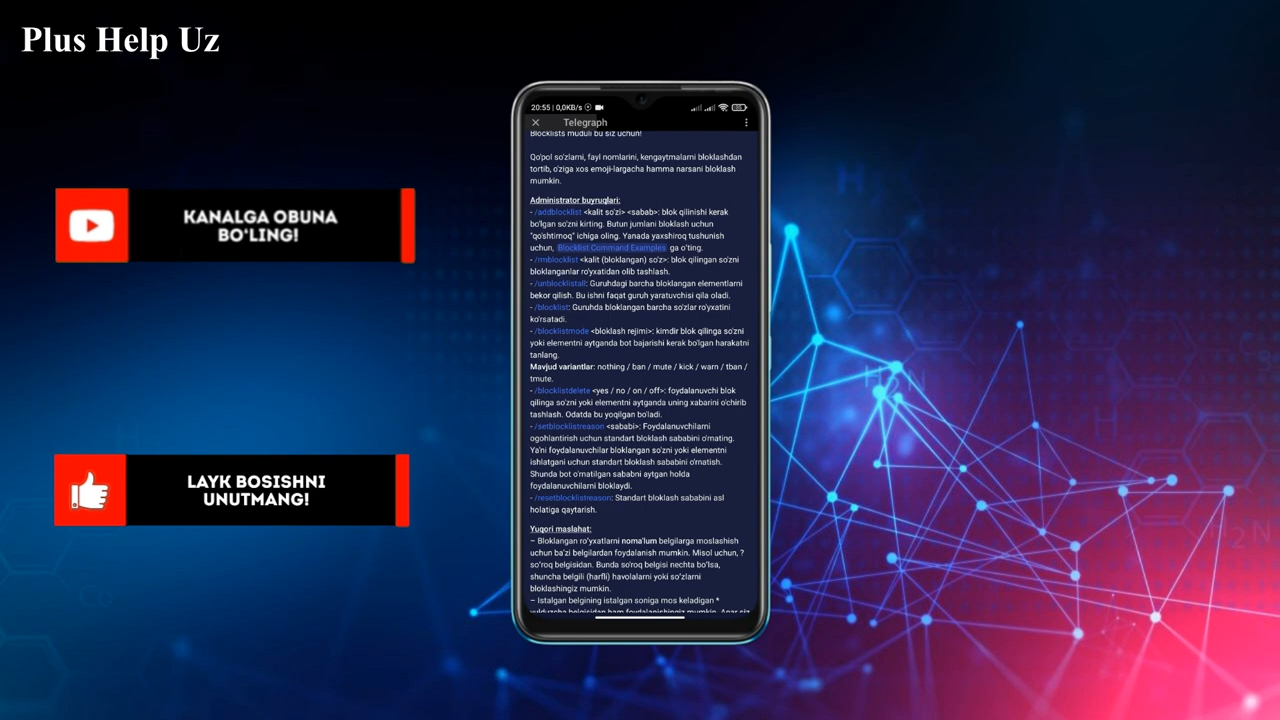 Plus Help Uz
KANALGA OBUNA
BO‘LING!
LAYK BOSISHNI
UNUTMANG!
20:55 | 0,0KB/s
Telegraph
Blocklists muduli bu siz uchun!
Qo'pol so'zlarni, fayl nomlarini, kengaytmalarni bloklashdan
tortib, o'ziga xos emoji-largacha hamma narsani bloklash
mumkin.
Administrator buyruqlari:
- /addblocklist <kalit so'zi> <sabab>: blok qilinishi kerak
bo'lgan so'zni kirting. Butun jumlani bloklash uchun
"qo'shtirnoq" ichiga oling. Yanada yaxshiroq tushunish
uchun, Blocklist Command Examples ga o'ting.
- /rmblocklist <kalit (bloklangan) so'z>: blok qilingan so'zni
bloklanganlar ro'yxatidan olib tashlash.
- /unblocklistall: Guruhdagi barcha bloklangan elementlarni
bekor qilish. Bu ishni faqat guruh yaratuvchisi qila oladi.
- /blocklist: Guruhda bloklangan barcha so'zlar ro'yxatini
ko'rsatadi.
- /blocklistmode <bloklash rejimi>: kimdir blok qilinga so'zni
yoki elementni aytganda bot bajarishi kerak bo'lgan harakatni
tanlang.
Mavjud variantlar: nothing / ban / mute / kick / warn / tban /
tmute.
- /blocklistdelete <yes / no / on / off>: foydalanuvchi blok
qilinga so'zni yoki elementni aytganda uning xabarini o'chirib
tashlash. Odatda bu yoqilgan bo'ladi.
- /setblocklistreason <sababi>: Foydalanuvchilarni
ogohlantirish uchun standart bloklash sababini o'rnating.
Ya'ni foydalanuvchilar bloklangan so'zni yoki elementni
ishlatgani uchun standart bloklash sababini o'rnatish.
Shunda bot o'rnatilgan sababni aytgan holda
foydalanuvchilarni bloklaydi.
- /resetblocklistreason: Standart bloklash sababini asl
holatiga qaytarish.
Yuqori maslahat:
– Bloklangan ro'yxatlarni noma'lum belgilarga moslashish
uchun ba'zi belgilardan foydalanish mumkin. Misol uchun, ?
so'roq belgisidan. Bunda so'roq belgisi nechta bo'lsa,
shuncha belgili (harfli) havolalarni yoki so'zlarni
bloklashingiz mumkin.
– Istalgan belgining istalgan soniga mos keladigan *
yulduzcha belgisidan ham foydalanishingiz mumkin. Agar siz